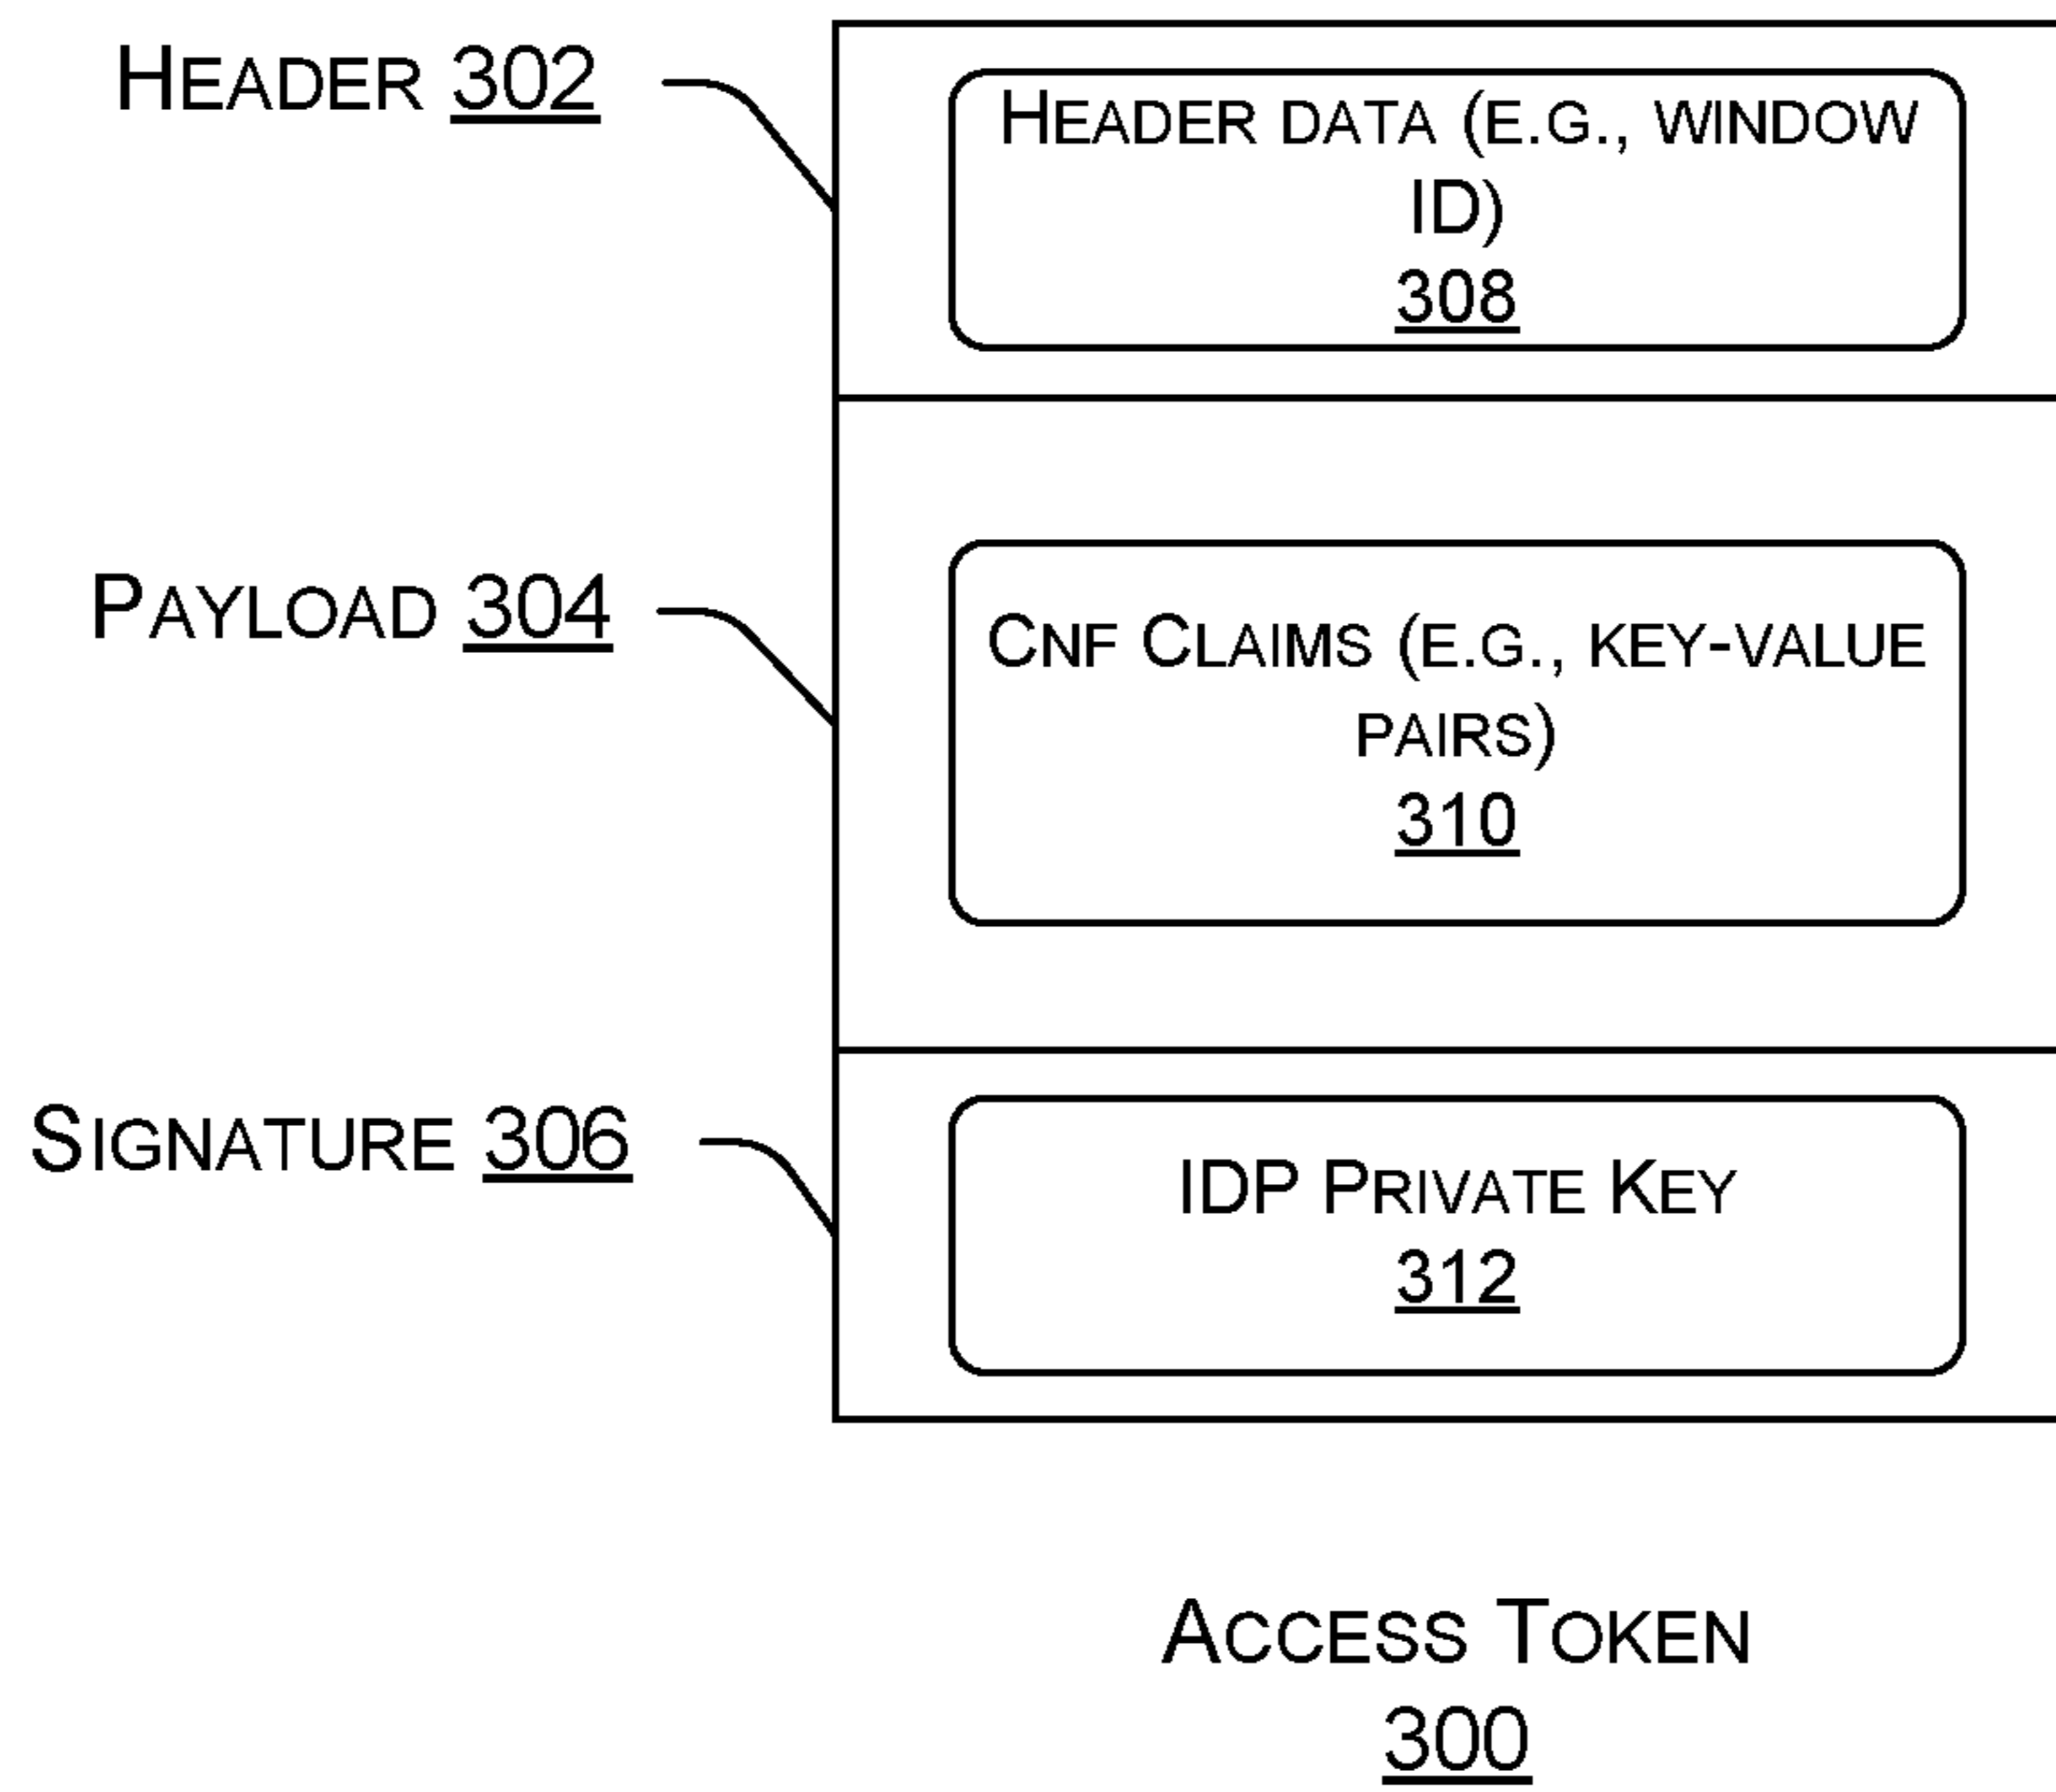 HEADER 302
HEADER DATA (E.G., WINDOW
ID)
308
PAYLOAD 304
CNF CLAIMS (E.G., KEY-VALUE
PAIRS)
310
SIGNATURE 306
IDP PRIVATE KEY
312
ACCESS TOKEN
300